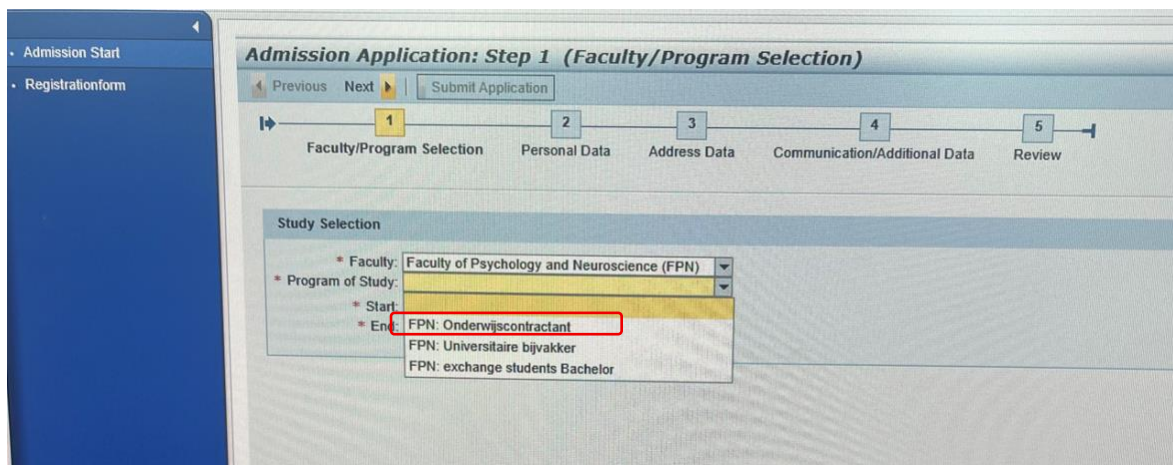 Admission Start
Registrationform
Admission Application: Step 1 (Faculty/Program Selection)
Previous Next Submit Application
1 2 3 4 5
Faculty/Program Selection Personal Data Address Data Communication/Additional Data Review
Study Selection
* Faculty: Faculty of Psychology and Neuroscience (FPN)
* Program of Study:
* Start:
* End: FPN: Onderwijscontractant
FPN: Universitaire bijvakker
FPN: exchange students Bachelor